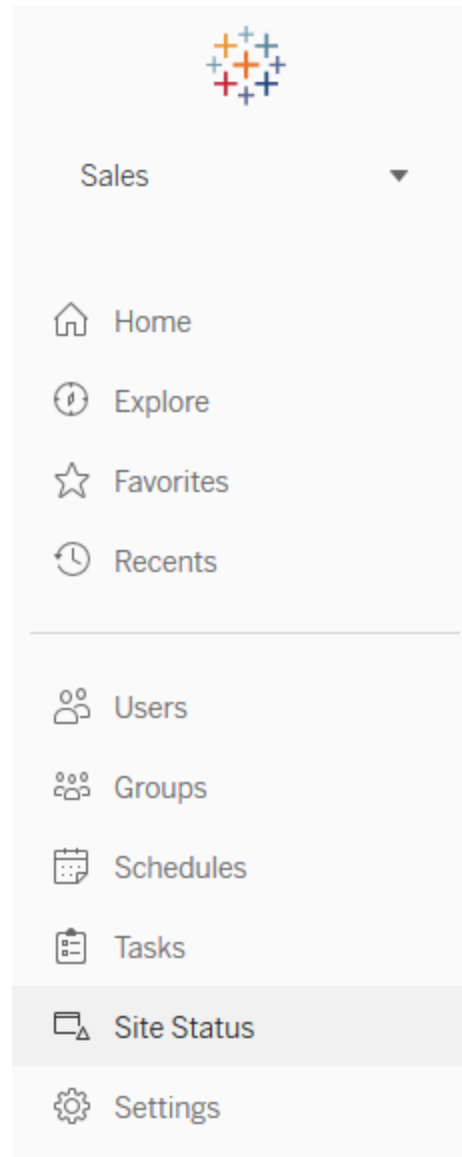 Sales
Home
Explore
Favorites
Recents
Users
Groups
Schedules
Tasks
Site Status
Settings